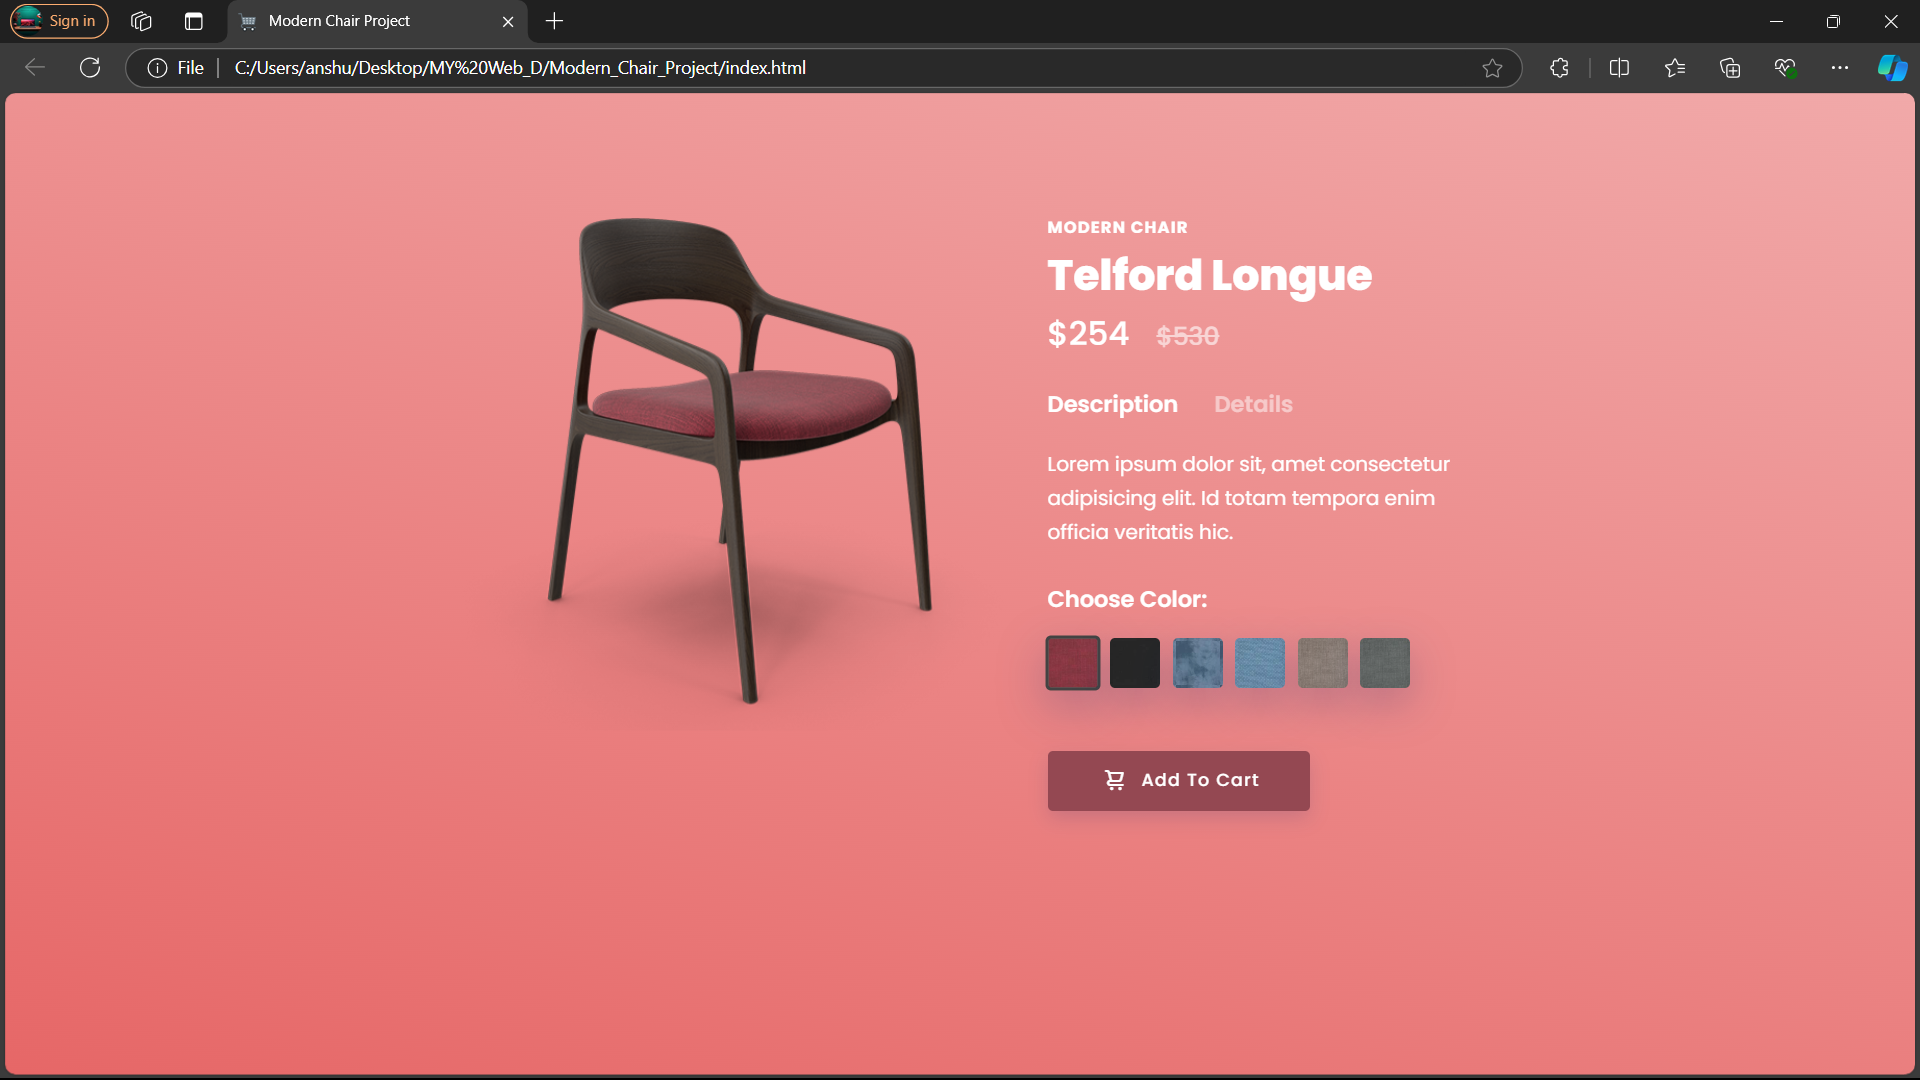 Sign in
Modern Chair Project
File
C:/Users/anshu/Desktop/MY%20Web_D/Modern_Chair_Project/index.html
MODERN CHAIR
Telford Longue
$254 $530
Description Details
Lorem ipsum dolor sit, amet consectetur
adipisicing elit. Id totam tempora enim
officia veritatis hic.
Choose Color:
Add To Cart